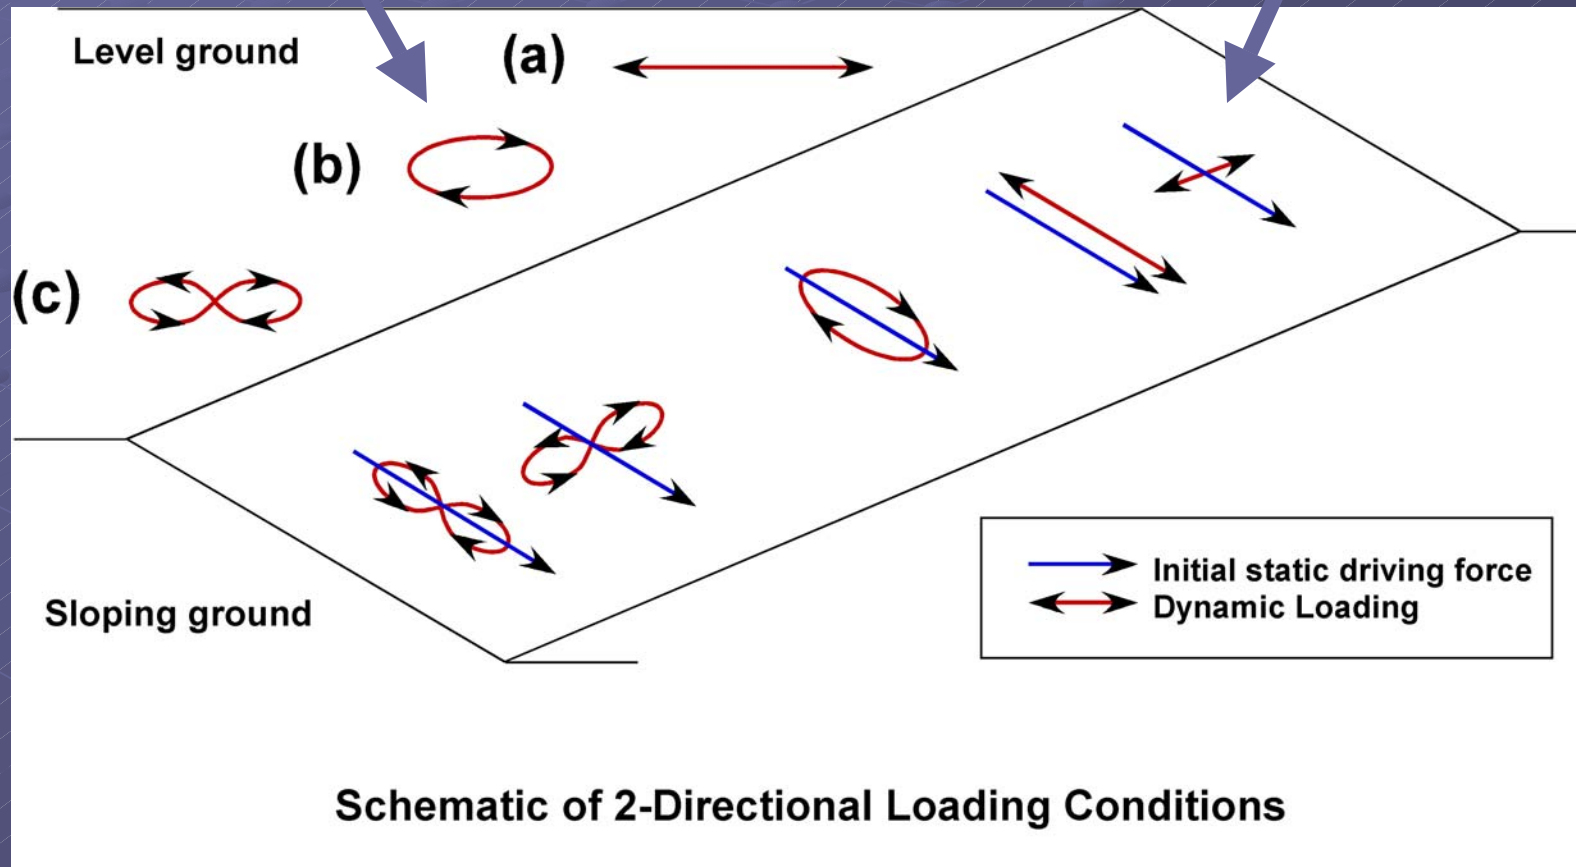 Level ground
(a)
(b)
(c)
Sloping ground
Initial static driving force
Dynamic Loading
Schematic of 2-Directional Loading Conditions